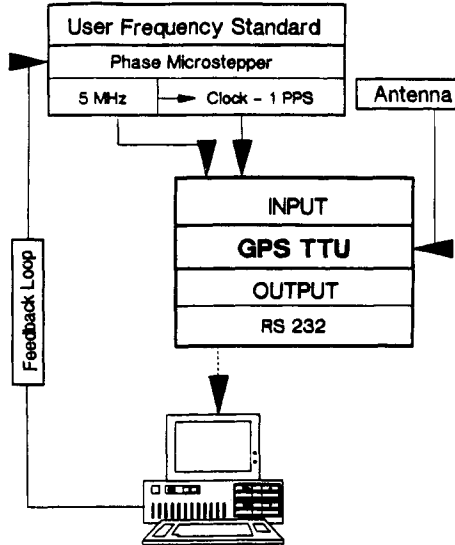 User Frequency Standard
Phase Microstepper
5 MHz
Clock - 1 PPS
Antenna
INPUT
GPS TTU
OUTPUT
RS 232
Feedback Loop